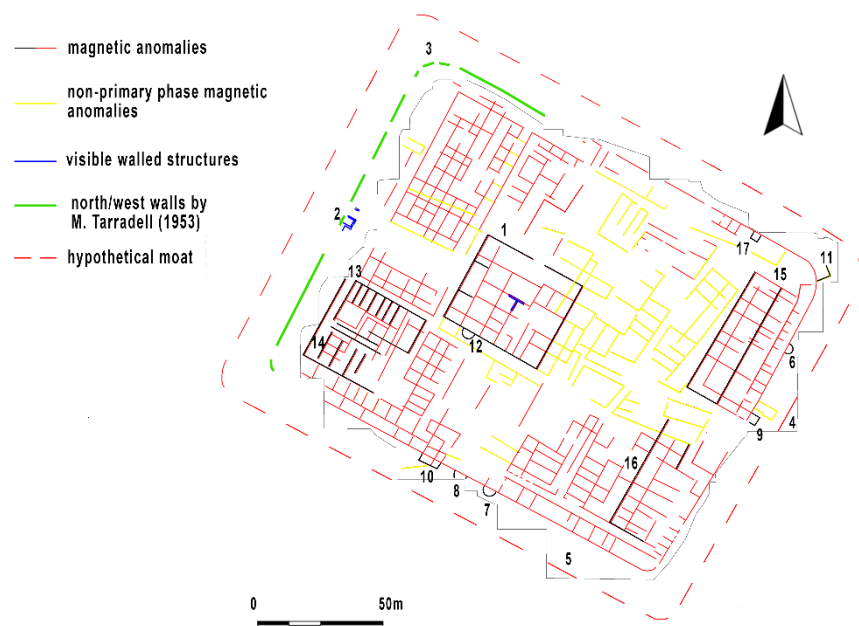 magnetic anomalies
non-primary phase magnetic
anomalies
visible walled structures
north/west walls by
M. Tarradell (1953)
hypothetical moat
3
2
1
17
11
13
15
14
12
6
4
9
16
10
8
7
5
0
50m